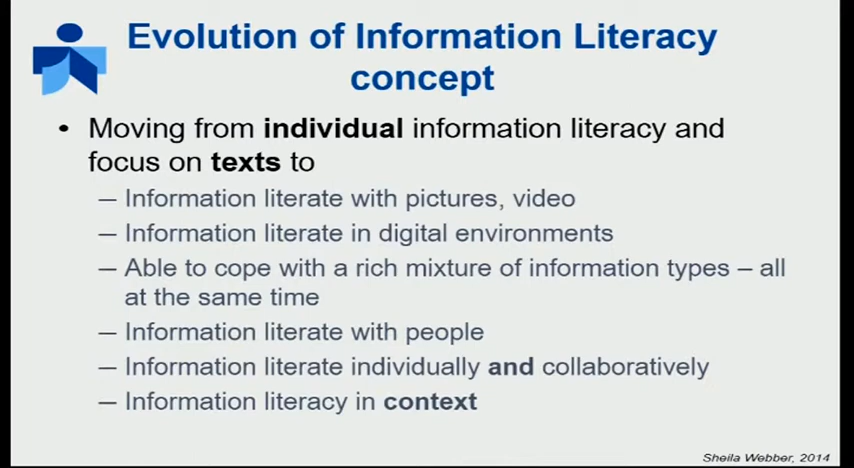 Evolution of Information Literacy
concept
• Moving from individual information literacy and
focus on texts to
– Information literate with pictures, video
– Information literate in digital environments
– Able to cope with a rich mixture of information types – all
at the same time
– Information literate with people
– Information literate individually and collaboratively
– Information literacy in context
Sheila Webber, 2014